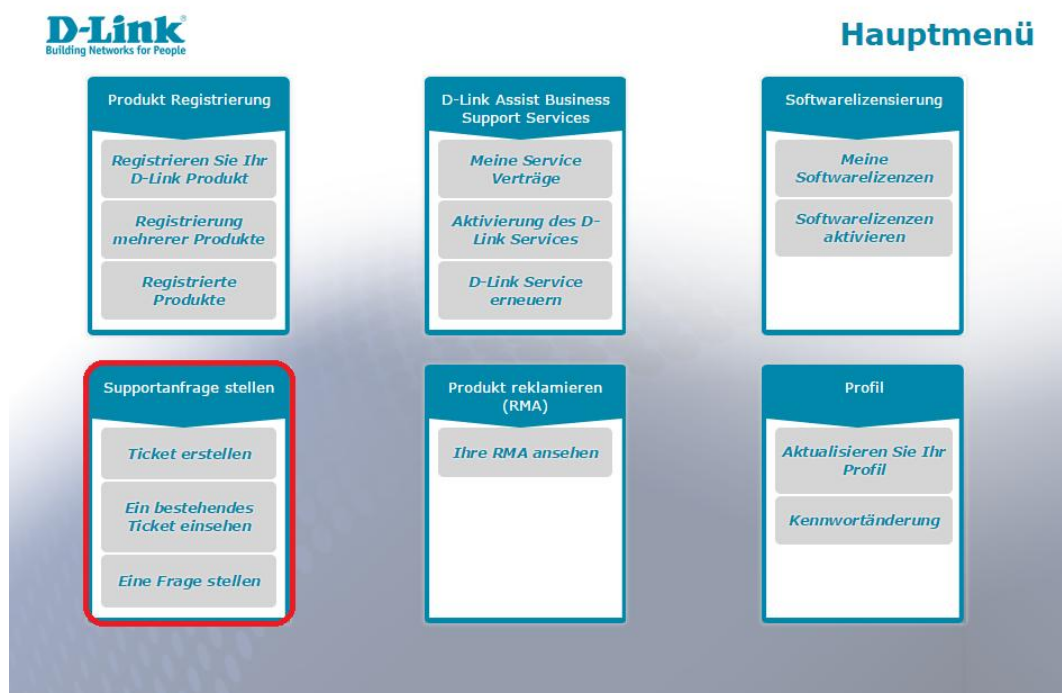 D-Link
Building Networks for People
Hauptmenü
Produkt Registrierung
Registrieren Sie Ihr
D-Link Produkt
Registrierung
mehrerer Produkte
Registrierte
Produkte
D-Link Assist Business
Support Services
Meine Service
Verträge
Aktivierung des D-
Link Services
D-Link Service
erneuern
Softwarelizensierung
Meine
Softwarelizenzen
Softwarelizenzen
aktivieren
Supportanfrage stellen
Ticket erstellen
Ein bestehendes
Ticket einsehen
Eine Frage stellen
Produkt reklamieren
(RMA)
Ihre RMA ansehen
Profil
Aktualisieren Sie Ihr
Profil
Kennwortänderung